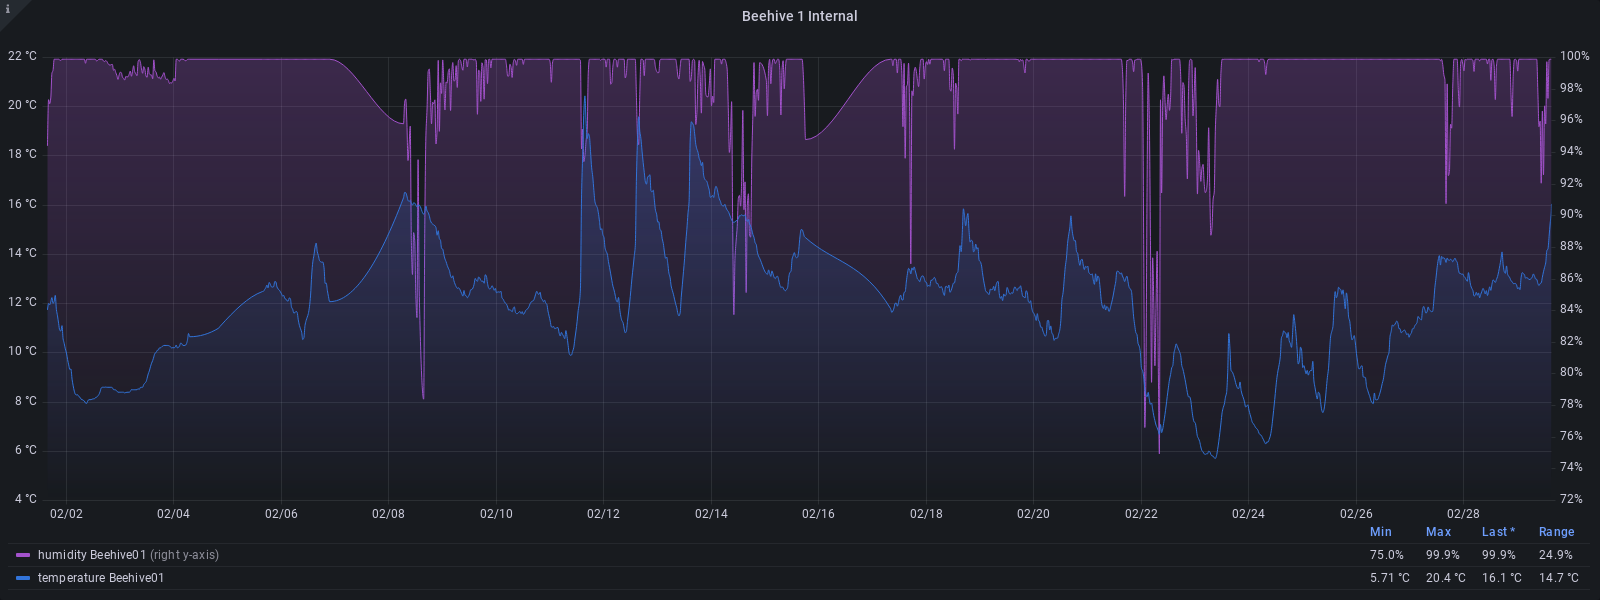 i
Beehive 1 Internal
22 °C 100%
98%
20 °C 96%
18 °C 94%
92%
16 °C 90%
14 °C 88%
86%
12 °C 84%
10 °C 82%
80%
8 °C 78%
6 °C 76%
74%
4 °C 72%
02/02 02/04 02/06 02/08 02/10 02/12 02/14 02/16 02/18 02/20 02/22 02/24 02/26 02/28
Min Max Last * Range
humidity Beehive01 (right y-axis) 75.0% 99.9% 99.9% 24.9%
temperature Beehive01 5.71 °C 20.4 °C 16.1 °C 14.7 °C